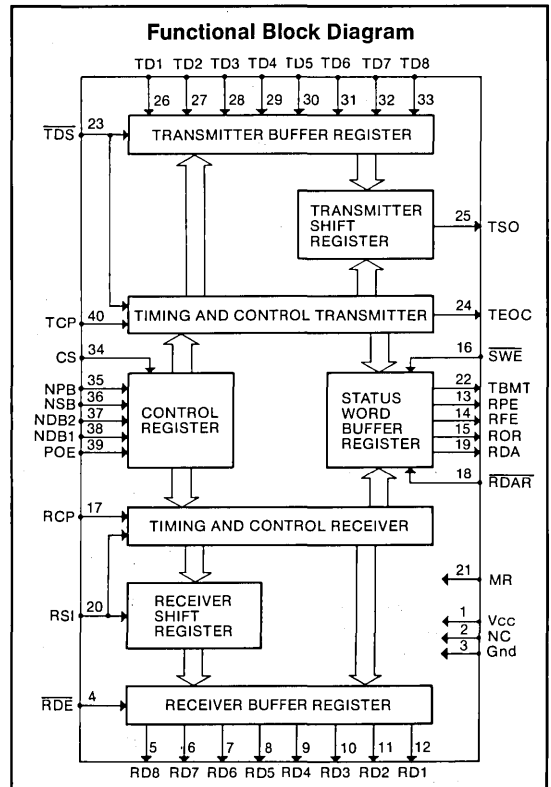 Functional Block Diagram
TD1 TD2 TD3 TD4 TD5 TD6 TD7 TD8
26 27 28 29 30 31 32 33
TDS 23
TRANSMITTER BUFFER REGISTER
TRANSMITTER
SHIFT
REGISTER
25 TSO
TIMING AND CONTROL TRANSMITTER
24 TEOC
TCP 40
CS 34
16 SWE
NPB 35
NSB 36
NDB2 37
NDB1 38
POE 39
CONTROL
REGISTER
STATUS
WORD
BUFFER
REGISTER
22 TBMT
13 RPE
14 RFE
15 ROR
19 RDA
18 RDAR
RCP 17
TIMING AND CONTROL RECEIVER
21 MR
RSI 20
RECEIVER
SHIFT
REGISTER
1 Vcc
2 NC
3 Gnd
RDE 4
RECEIVER BUFFER REGISTER
5 6 7 8 9 10 11 12
RD8 RD7 RD6 RD5 RD4 RD3 RD2 RD1